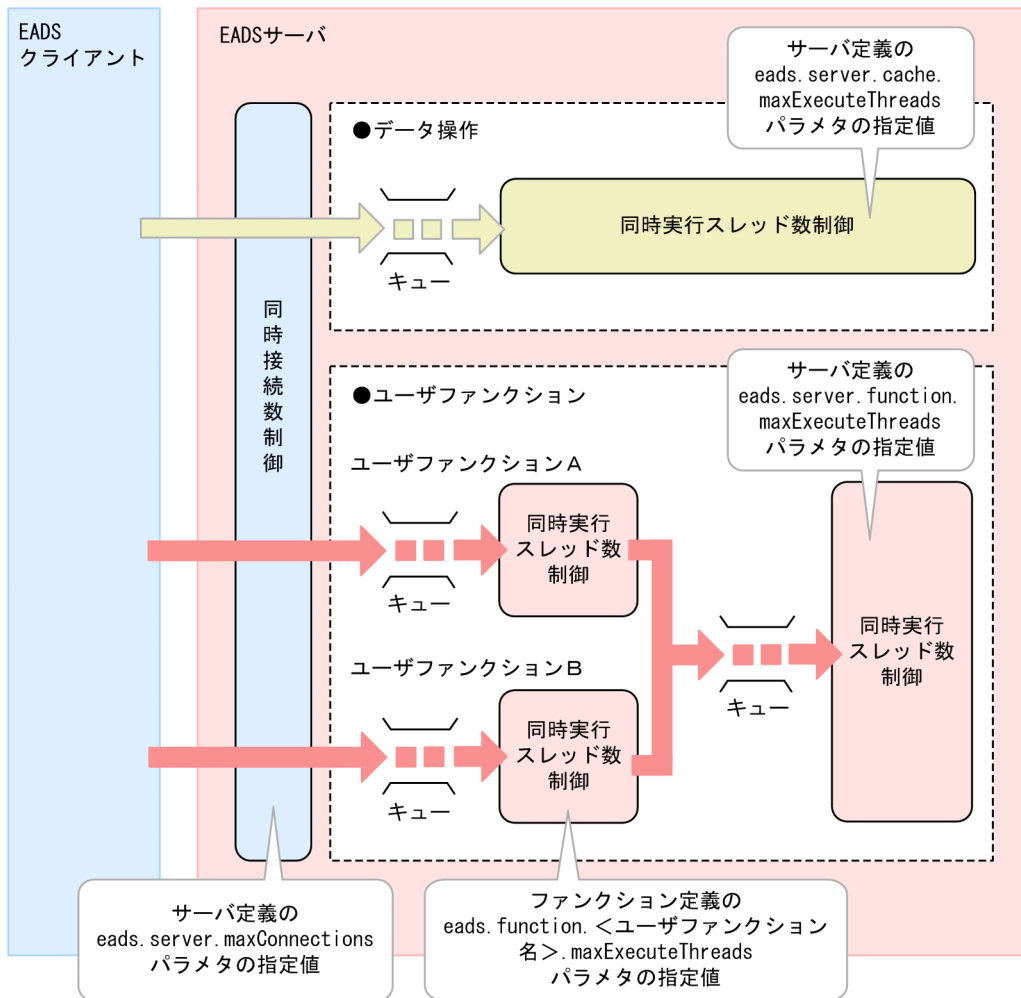 EADS
クライアント
EADSサーバ
サーバ定義の
eads.server.cache.
maxExecuteThreads
パラメタの指定値
●データ操作
同時実行スレッド数制御
キュー
同時接続数制御
●ユーザファンクション
サーバ定義の
eads.server.function.
maxExecuteThreads
パラメタの指定値
ユーザファンクションA
同時実行
スレッド数
制御
キュー
ユーザファンクションB
同時実行
スレッド数
制御
キュー
キュー
同時実行
スレッド数
制御
サーバ定義の
eads.server.maxConnections
パラメタの指定値
ファンクション定義の
eads.function.<ユーザファンクション
名>.maxExecuteThreads
パラメタの指定値